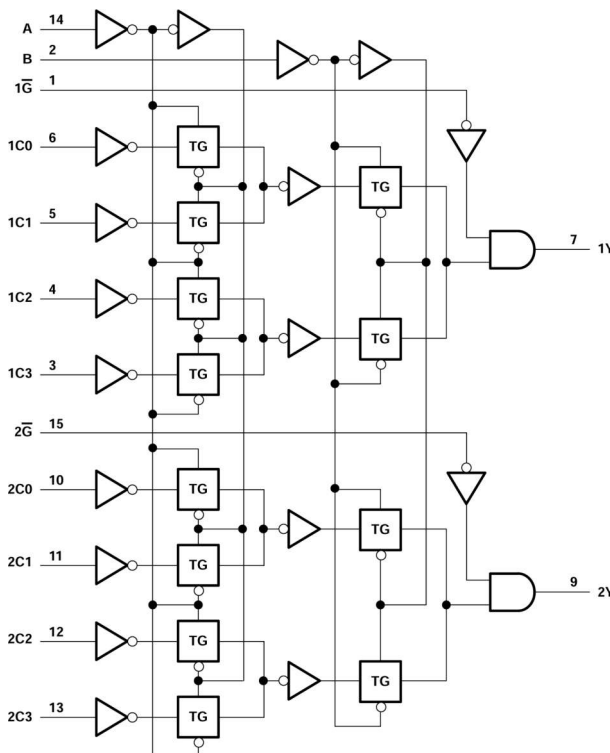 A 14
B 2
1G̅ 1
1C0 6
TG
TG
1C1 5
TG
7 1Y
1C2 4
TG
TG
1C3 3
TG
2G̅ 15
2C0 10
TG
TG
2C1 11
TG
9 2Y
2C2 12
TG
TG
2C3 13
TG